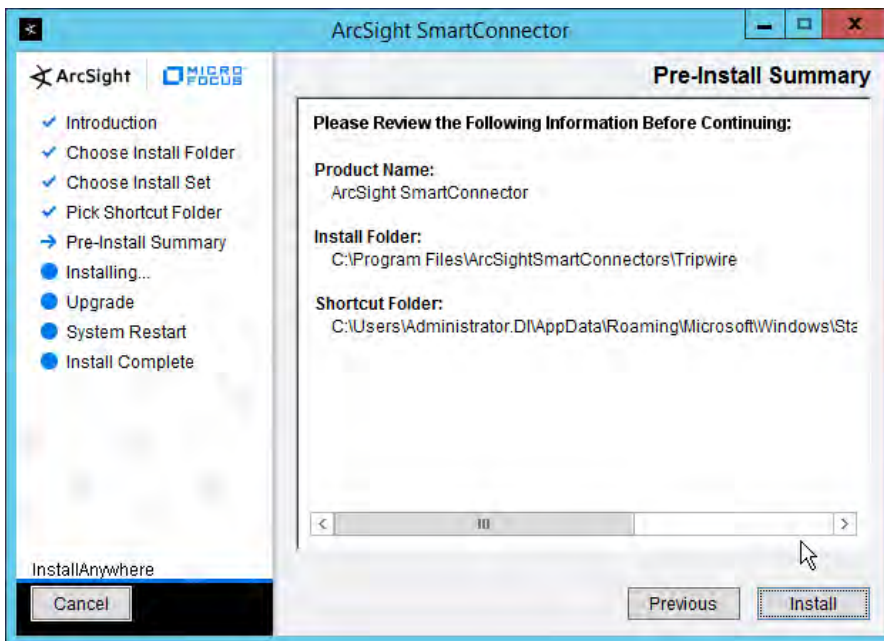 ArcSight SmartConnector
ArcSight MICRO FOCUS
Pre-Install Summary
Introduction
Choose Install Folder
Choose Install Set
Pick Shortcut Folder
Pre-Install Summary
Installing...
Upgrade
System Restart
Install Complete
Please Review the Following Information Before Continuing:
Product Name:
ArcSight SmartConnector
Install Folder:
C:\Program Files\ArcSightSmartConnectors\Tripwire
Shortcut Folder:
C:\Users\Administrator.DI\AppData\Roaming\Microsoft\Windows\Sta
InstallAnywhere
Cancel
Previous
Install